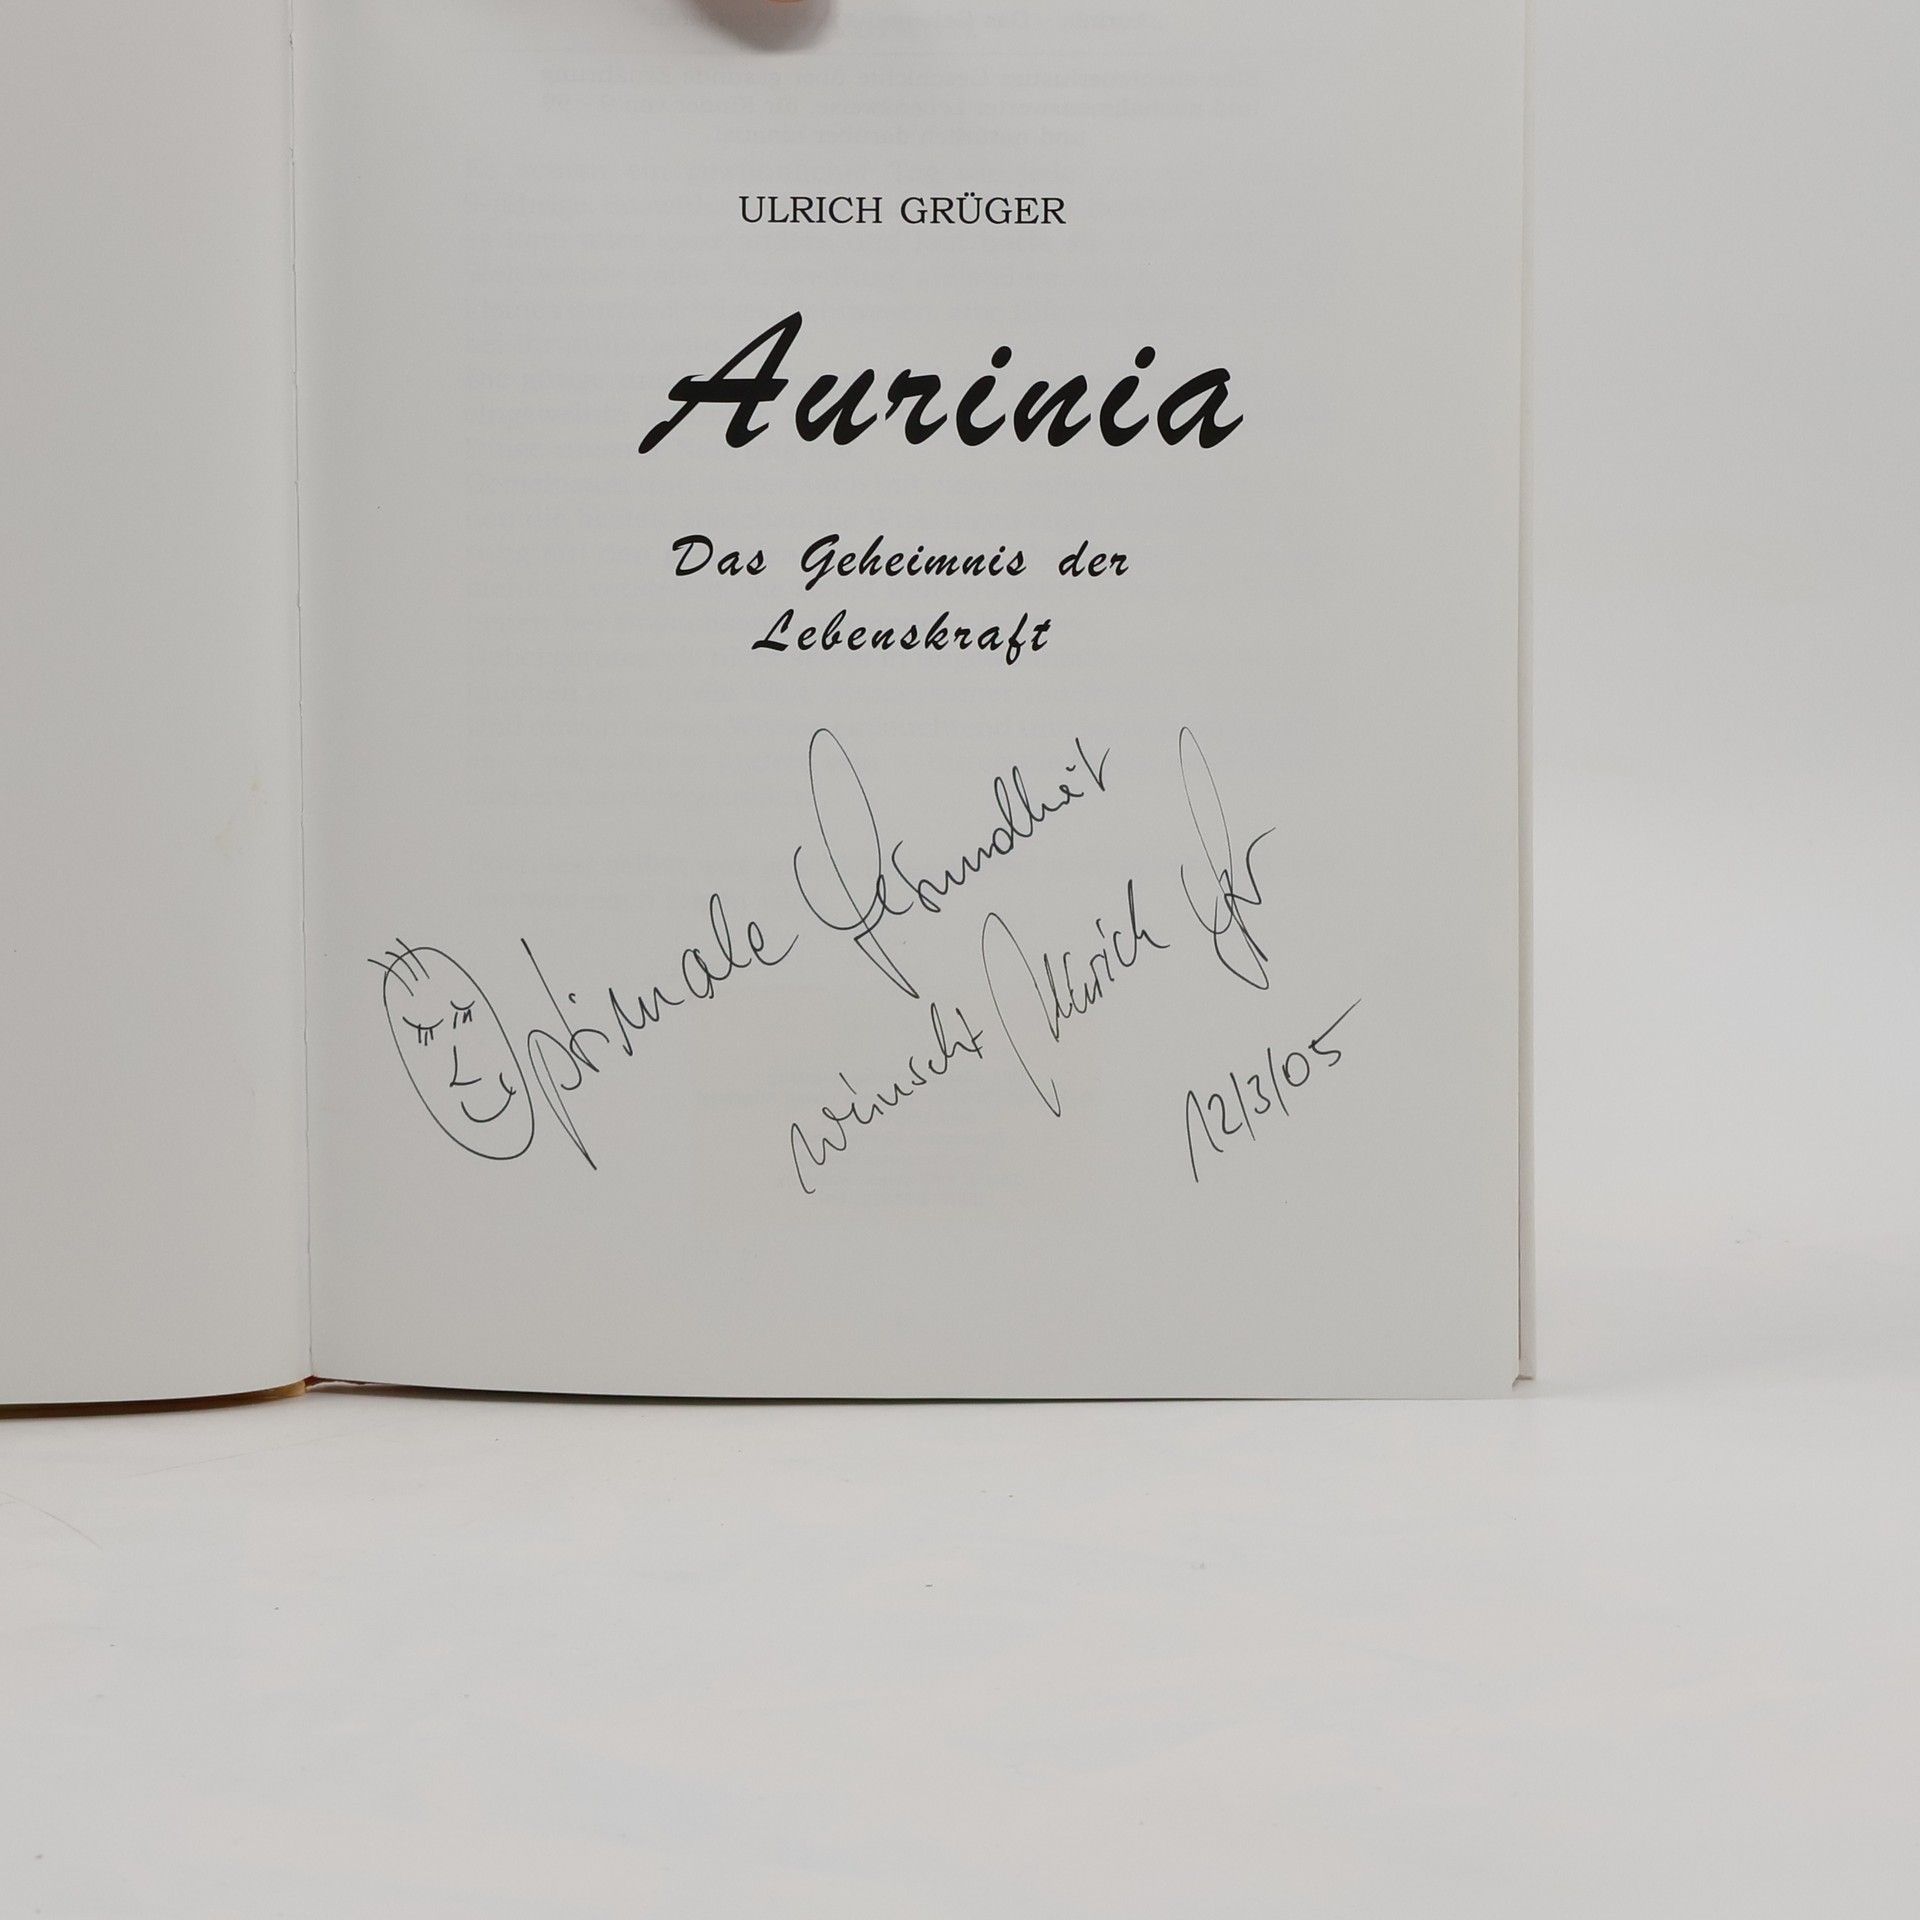 ULRICH GRÜGER
Aurinia
Das Geheimnis der
Lebenskraft
Optimale Gesundheit
wünscht Ulrich
12/3/05